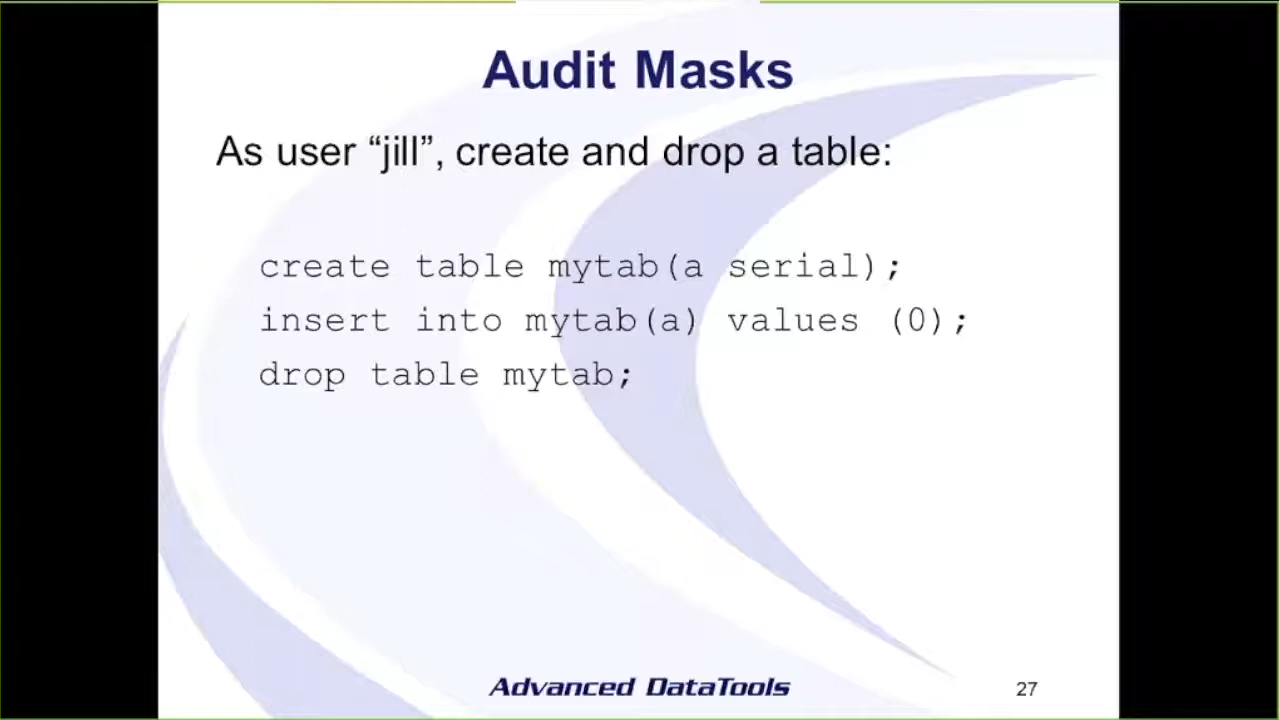 Audit Masks
As user “jill”, create and drop a table:
create table mytab(a serial);
insert into mytab(a) values (0);
drop table mytab;
Advanced DataTools
27